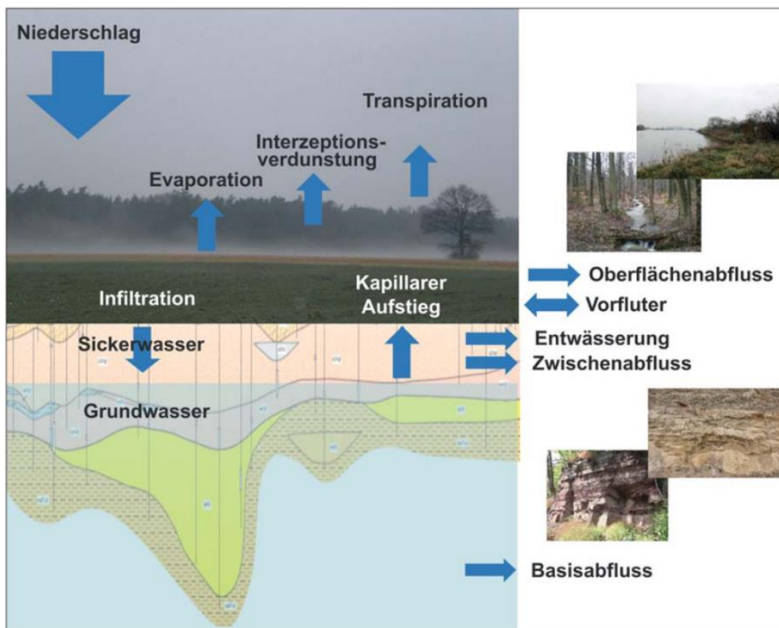 Niederschlag
Transpiration
Interzeptions-
verdunstung
Evaporation
Oberflächenabfluss
Infiltration
Kapillarer
Aufstieg
Vorfluter
Sickerwasser
Entwässerung
Zwischenabfluss
Grundwasser
Basisabfluss